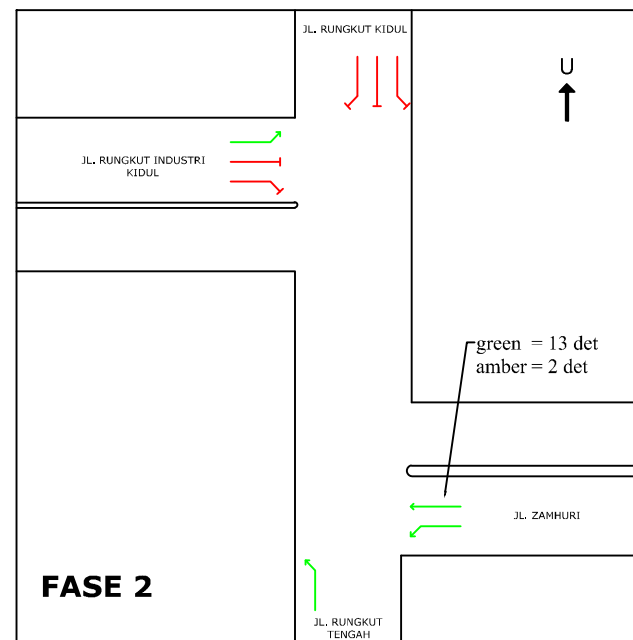 JL. RUNGKUT KIDUL
U
JL. RUNGKUT INDUSTRI
KIDUL
green = 13 det
amber = 2 det
JL. ZAMHURI
FASE 2
JL. RUNGKUT
TENGAH